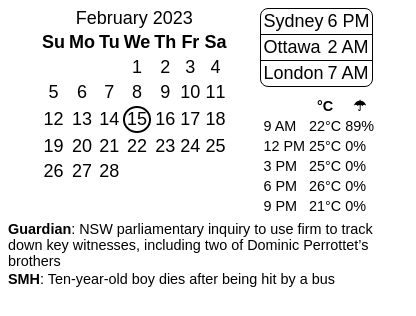 February 2023
Su Mo Tu We Th Fr Sa
1 2 3 4
5 6 7 8 9 10 11
12 13 14 15 16 17 18
19 20 21 22 23 24 25
26 27 28
Sydney 6 PM
Ottawa 2 AM
London 7 AM
°C ☂
9 AM 22°C 89%
12 PM 25°C 0%
3 PM 25°C 0%
6 PM 26°C 0%
9 PM 21°C 0%
Guardian: NSW parliamentary inquiry to use firm to track
down key witnesses, including two of Dominic Perrottet's
brothers
SMH: Ten-year-old boy dies after being hit by a bus